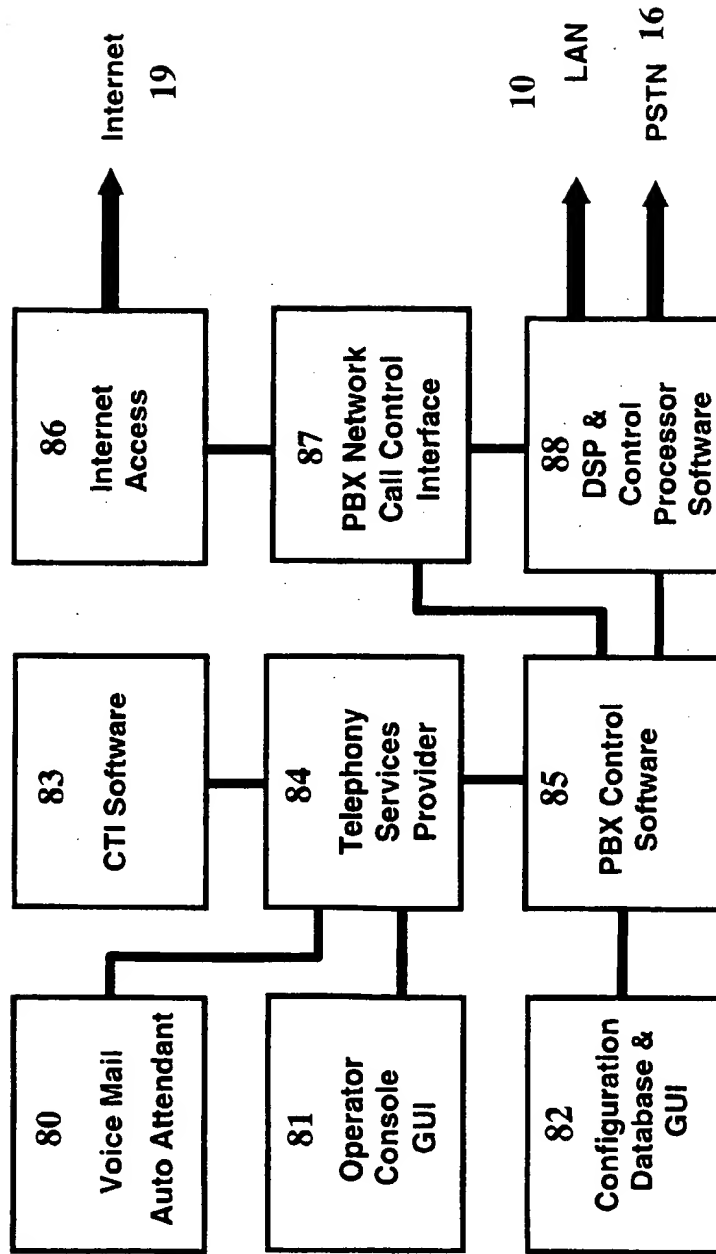 80
Voice Mail
Auto Attendant
83
CTI Software
86
Internet
Access
Internet
19
81
Operator
Console
GUI
84
Telephony
Services
Provider
87
PBX Network
Call Control
Interface
82
Configuration
Database &
GUI
85
PBX Control
Software
88
DSP &
Control
Processor
Software
10
LAN
PSTN 16